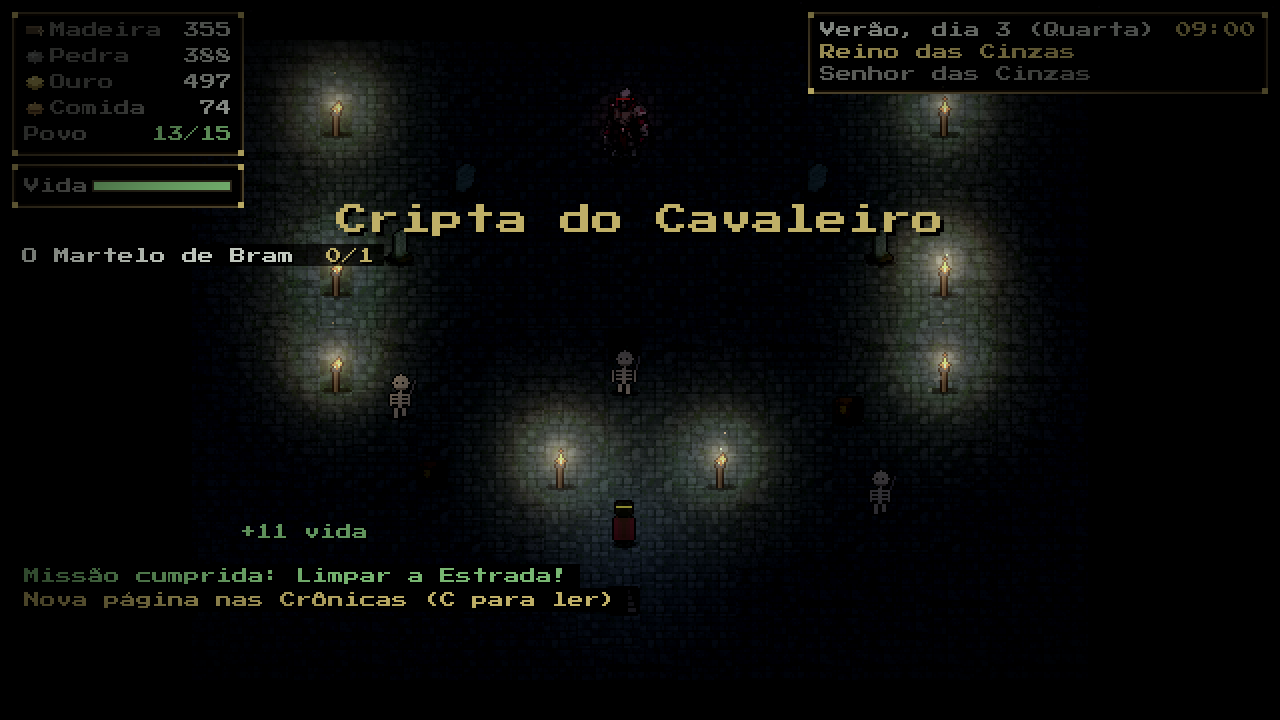 Madeira 355
Pedra 388
Ouro 497
Comida 74
Povo 13/15
Vida
Verão, dia 3 (Quarta) 09:00
Reino das Cinzas
Senhor das Cinzas
Cripta do Cavaleiro
O Martelo de Bram 0/1
+11 vida
Missão cumprida: Limpar a Estrada!
Nova página nas Crônicas (C para ler)